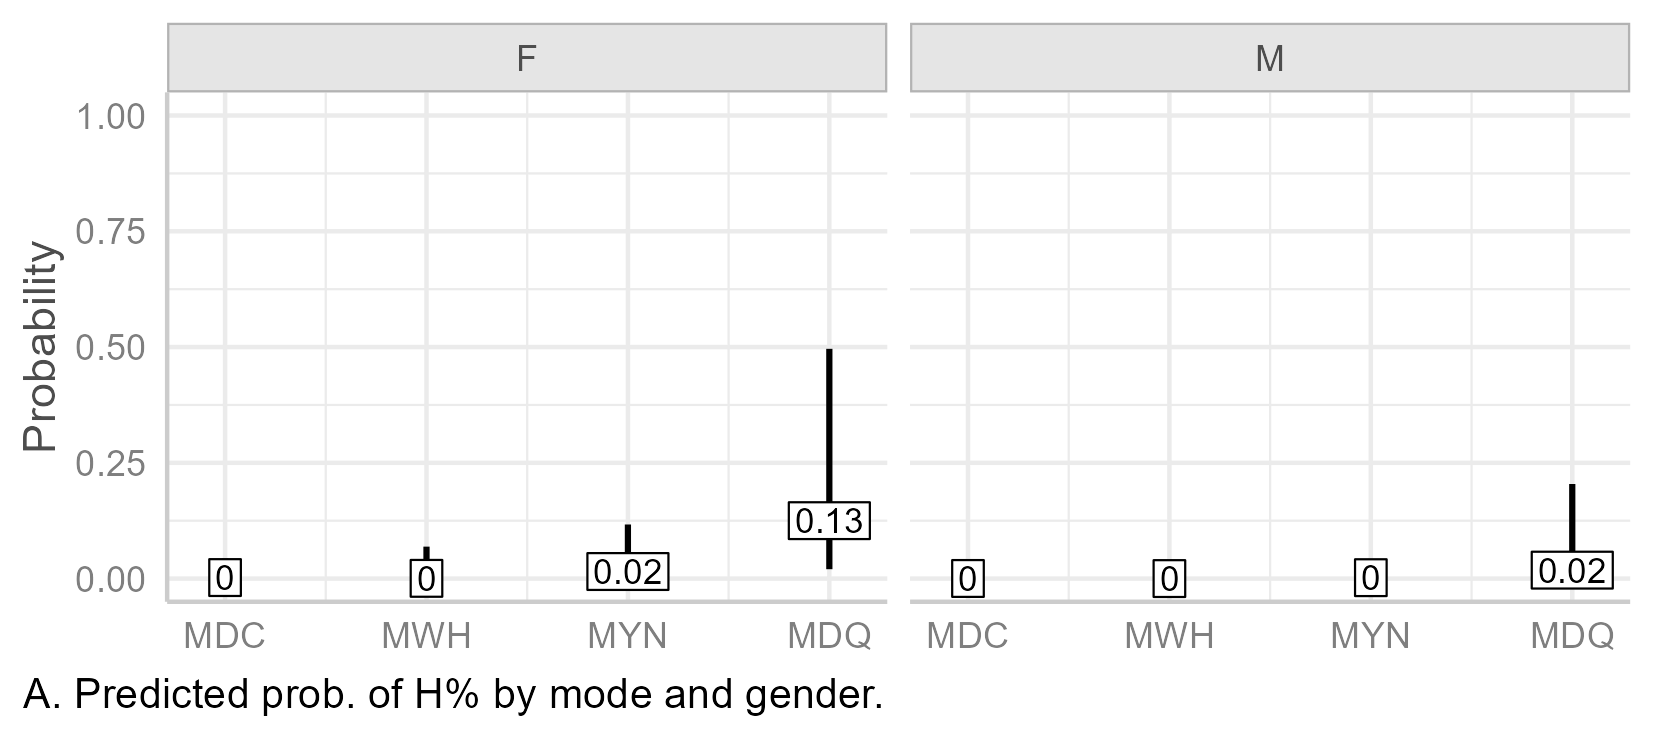 F
M
1.00
0.75
0.50
0.25
0.00
Probability
0
0
0.02
0.13
0
0
0
0.02
MDC MWH MYN MDQ
MDC MWH MYN MDQ
A. Predicted prob. of H% by mode and gender.